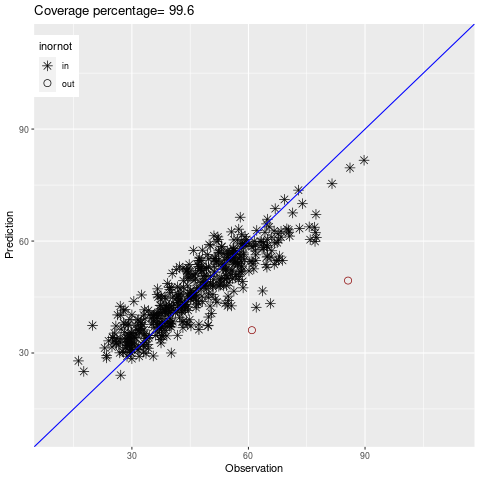 Coverage percentage= 99.6
inornot
in
out
90
60
30
Prediction
30 60 90
Observation